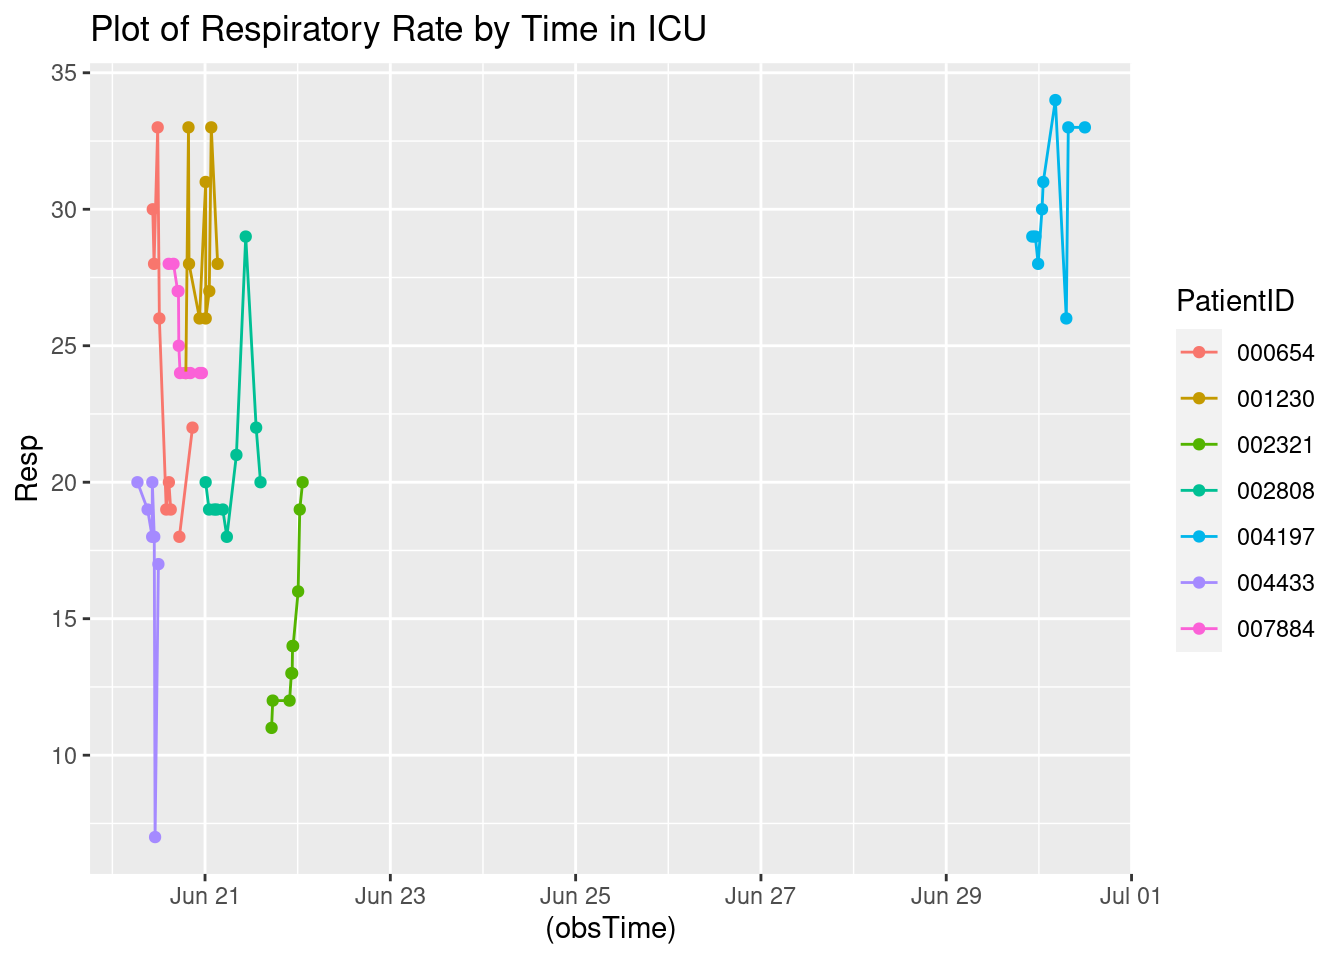 Plot of Respiratory Rate by Time in ICU
35
30
25
20
15
10
Resp
Jun 21
Jun 23
Jun 25
Jun 27
Jun 29
Jul 01
(obsTime)
PatientID
000654
001230
002321
002808
004197
004433
007884